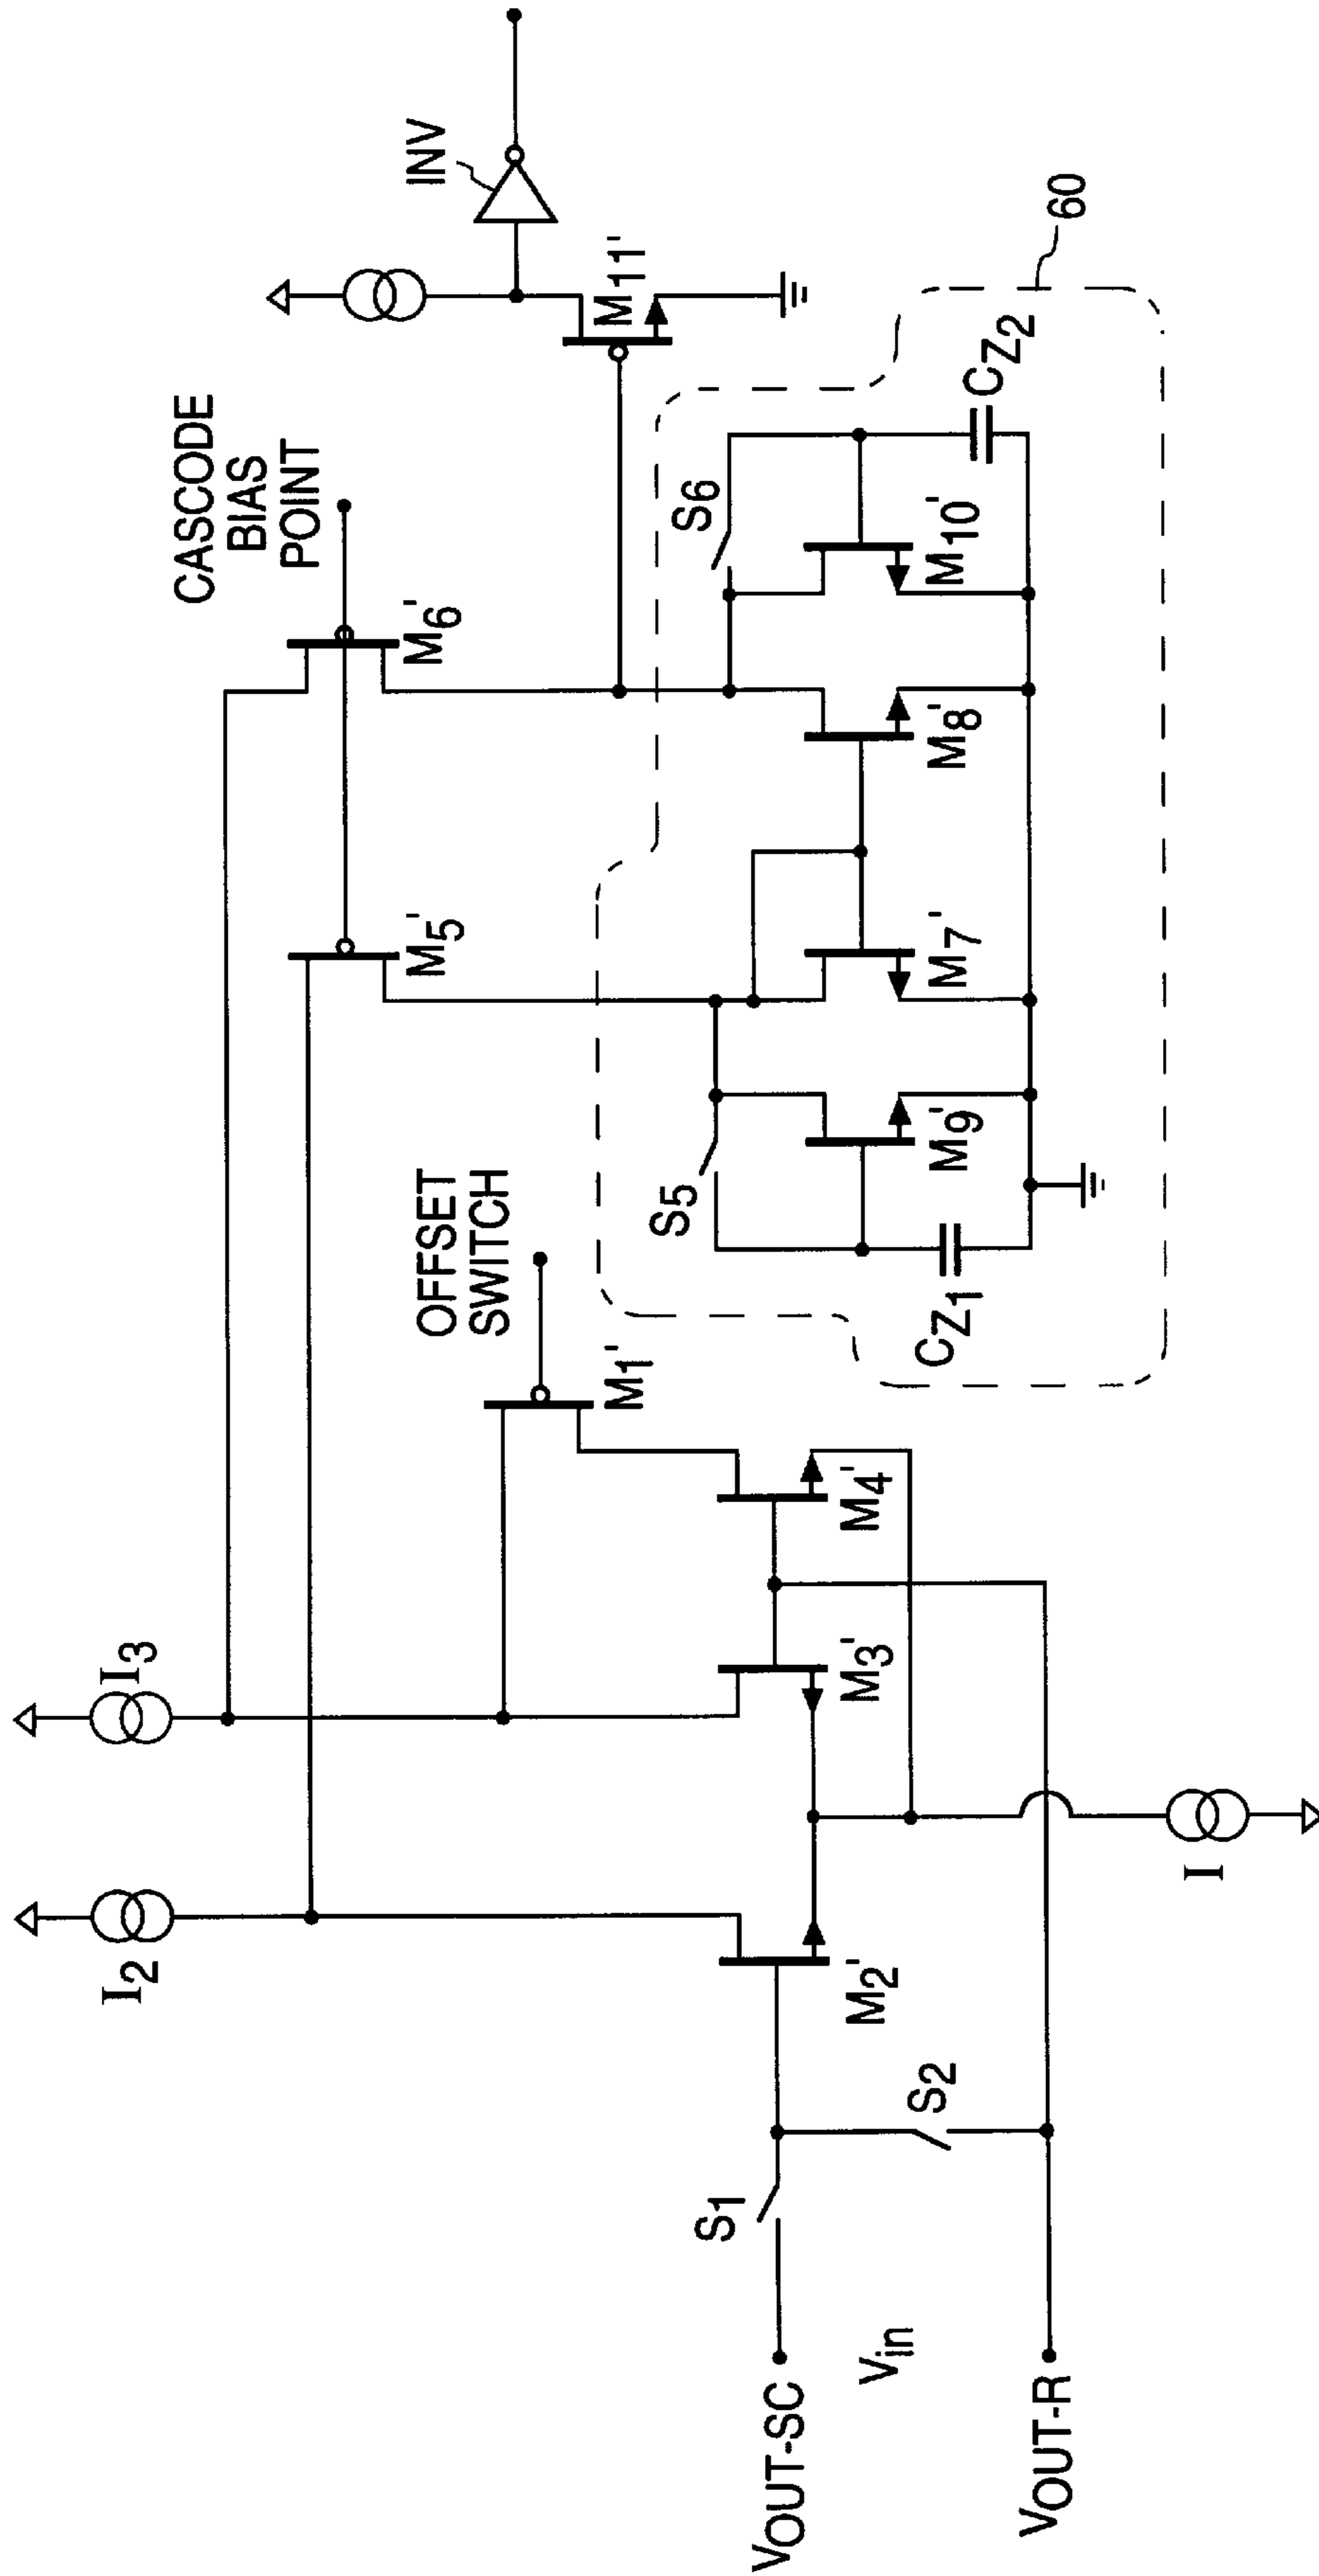 I2
I3
CASCODE
BIAS
POINT
INV
M5'
M6'
M11'
OFFSET
SWITCH
M1'
60
S5
S6
M2'
M3'
M4'
M9'
M7'
M8'
M10'
CZ1
CZ2
S1
S2
VOUT-SC
Vin
VOUT-R
I